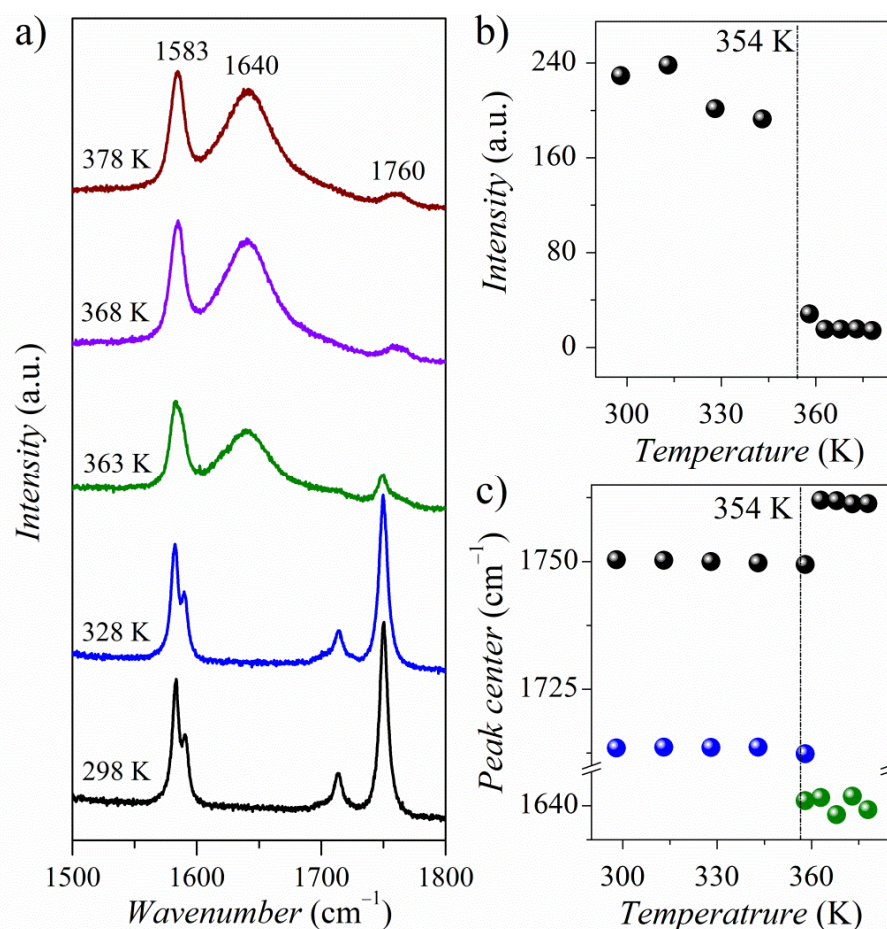 a)
1583
1640
1760
378 K
368 K
363 K
328 K
298 K
Intensity (a.u.)
1500
1600
1700
1800
Wavenumber (cm⁻¹)
b)
354 K
240
160
80
0
Intensity (a.u.)
300
330
360
Temperature (K)
c)
354 K
1750
1725
1640
Peak center (cm⁻¹)
300
330
360
Temperatrure (K)